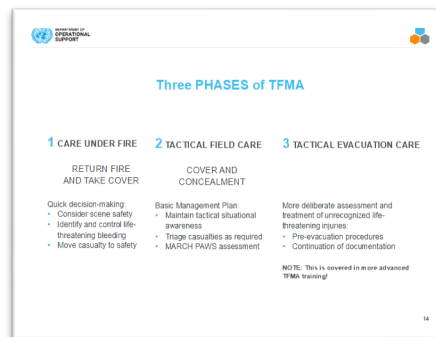 DEPARTMENT OF
OPERATIONAL
SUPPORT
Three PHASES of TFMA
1 CARE UNDER FIRE
RETURN FIRE
AND TAKE COVER
Quick decision-making:
• Consider scene safety
• Identify and control life-
threatening bleeding
• Move casualty to safety
2 TACTICAL FIELD CARE
COVER AND
CONCEALMENT
Basic Management Plan:
• Maintain tactical situational
awareness
• Triage casualties as required
• MARCH PAWS assessment
3 TACTICAL EVACUATION CARE
More deliberate assessment and
treatment of unrecognized life-
threatening injuries:
• Pre-evacuation procedures
• Continuation of documentation
NOTE: This is covered in more advanced
TFMA training!
14